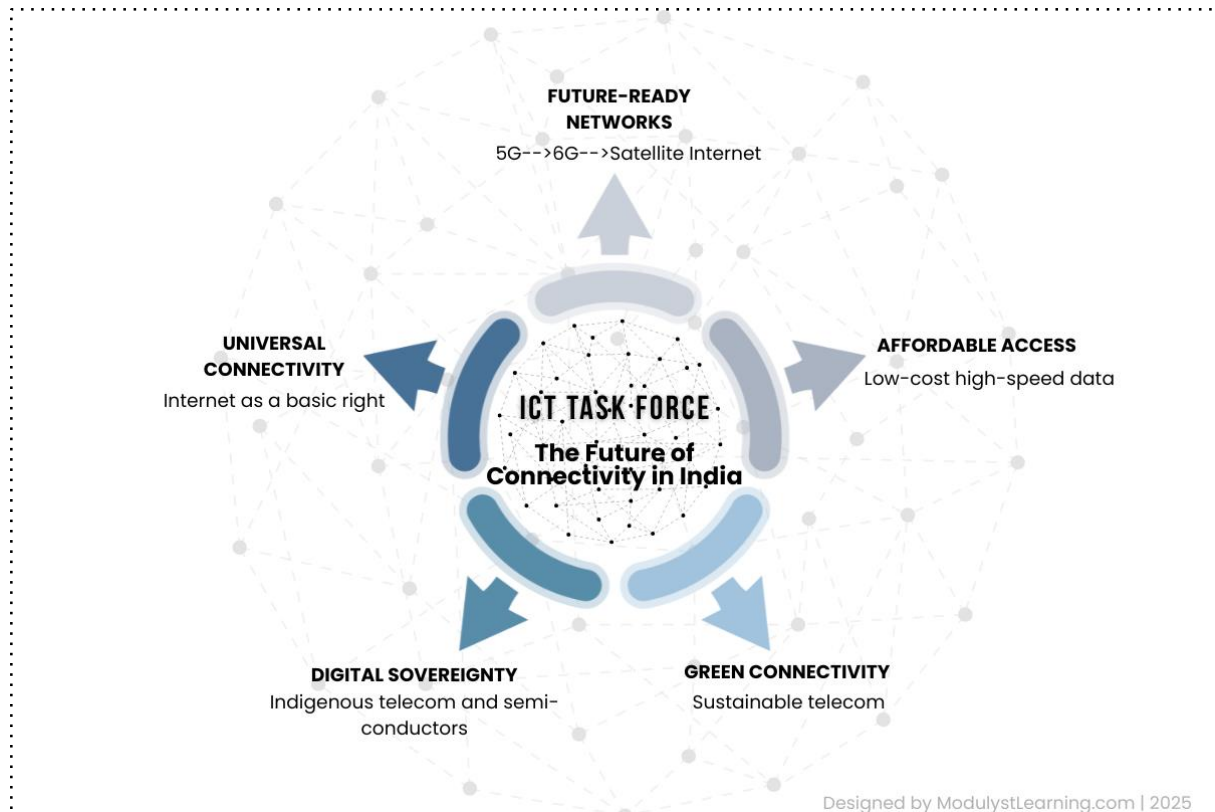 FUTURE-READY
NETWORKS
5G-->6G-->Satellite Internet
UNIVERSAL
CONNECTIVITY
Internet as a basic right
AFFORDABLE ACCESS
Low-cost high-speed data
ICT TASK FORCE
The Future of
Connectivity in India
DIGITAL SOVEREIGNTY
Indigenous telecom and semi-
conductors
GREEN CONNECTIVITY
Sustainable telecom
Designed by ModulystLearning.com | 2025